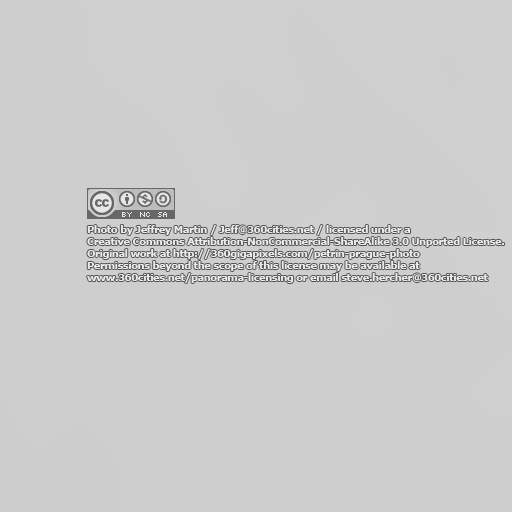 cc
BY NC SA
Photo by Jeffrey Martin / Jeff@360cities.net / licensed under a
Creative Commons Attribution-NonCommercial-ShareAlike 3.0 Unported License.
Original work at http://360gigapixels.com/petrin-prague-photo
Permissions beyond the scope of this license may be available at
www.360cities.net/panorama-licensing or email steve.hercher@360cities.net